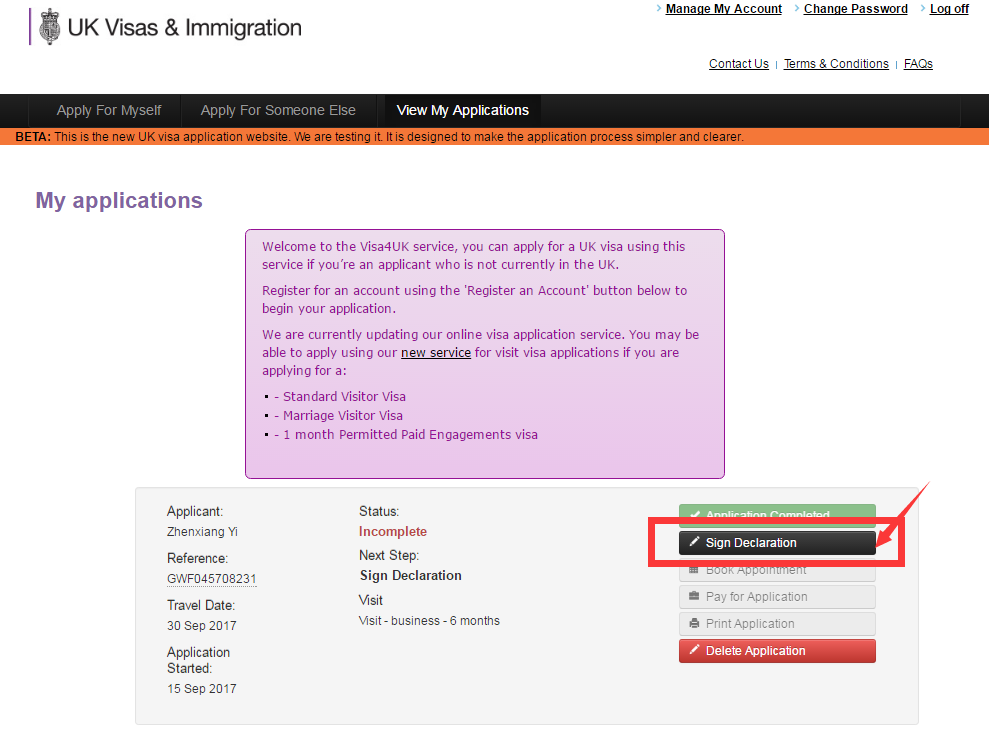 Manage My Account Change Password Log off
UK Visas & Immigration
Contact Us | Terms & Conditions | FAQs
Apply For Myself Apply For Someone Else View My Applications
BETA: This is the new UK visa application website. We are testing it. It is designed to make the application process simpler and clearer.
My applications
Welcome to the Visa4UK service, you can apply for a UK visa using this
service if you´re an applicant who is not currently in the UK.
Register for an account using the 'Register an Account' button below to
begin your application.
We are currently updating our online visa application service. You may be
able to apply using our new service for visit visa applications if you are
applying for a:
- Standard Visitor Visa
- Marriage Visitor Visa
- 1 month Permitted Paid Engagements visa
Applicant:
Zhenxiang Yi
Reference:
GWF045708231
Travel Date:
30 Sep 2017
Application
Started:
15 Sep 2017
Status:
Incomplete
Next Step:
Sign Declaration
Visit
Visit - business - 6 months
Application Completed
Sign Declaration
Book Appointment
Pay for Application
Print Application
Delete Application